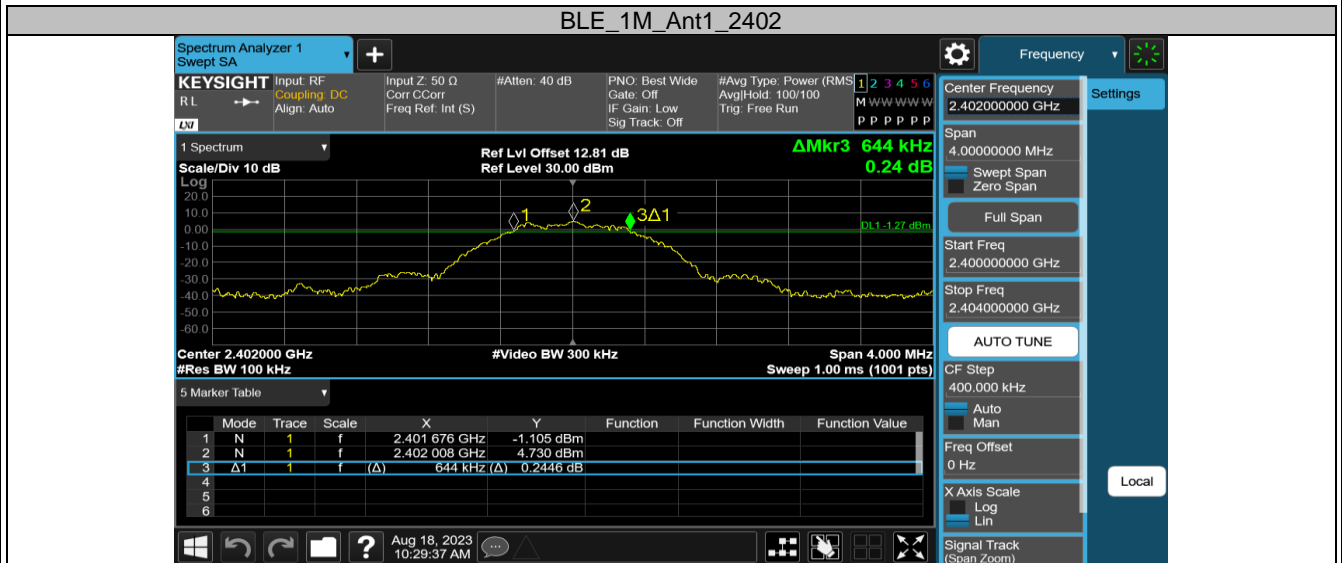 BLE_1M_Ant1_2402
Spectrum Analyzer 1
Swept SA
+
Frequency
KEYSIGHT
R L
LXI
Input: RF
Coupling: DC
Align: Auto
Input Z: 50 Ω
Corr CCorr
Freq Ref: Int (S)
#Atten: 40 dB
PNO: Best Wide
Gate: Off
IF Gain: Low
Sig Track: Off
#Avg Type: Power (RMS
Avg|Hold: 100/100
Trig: Free Run
1 2 3 4 5 6
M W W W W W
P P P P P P
1 Spectrum
Scale/Div 10 dB
Ref Lvl Offset 12.81 dB
Ref Level 30.00 dBm
ΔMkr3 644 kHz
0.24 dB
Log
20.0
10.0
0.00
-10.0
-20.0
-30.0
-40.0
-50.0
-60.0
1
2
3Δ1
DL1 -1.27 dBm
Center 2.402000 GHz
#Video BW 300 kHz
Span 4.000 MHz
#Res BW 100 kHz
Sweep 1.00 ms (1001 pts)
5 Marker Table
Mode Trace Scale X Y Function Function Width Function Value
1 N 1 f 2.401 676 GHz -1.105 dBm
2 N 1 f 2.402 008 GHz 4.730 dBm
3 Δ1 1 f (Δ) 644 kHz (Δ) 0.2446 dB
4
5
6
?
Aug 18, 2023
10:29:37 AM
Center Frequency
2.402000000 GHz
Settings
Span
4.00000000 MHz
Swept Span
Zero Span
Full Span
Start Freq
2.400000000 GHz
Stop Freq
2.404000000 GHz
AUTO TUNE
CF Step
400.000 kHz
Auto
Man
Freq Offset
0 Hz
X Axis Scale
Log
Lin
Local
Signal Track
(Span Zoom)